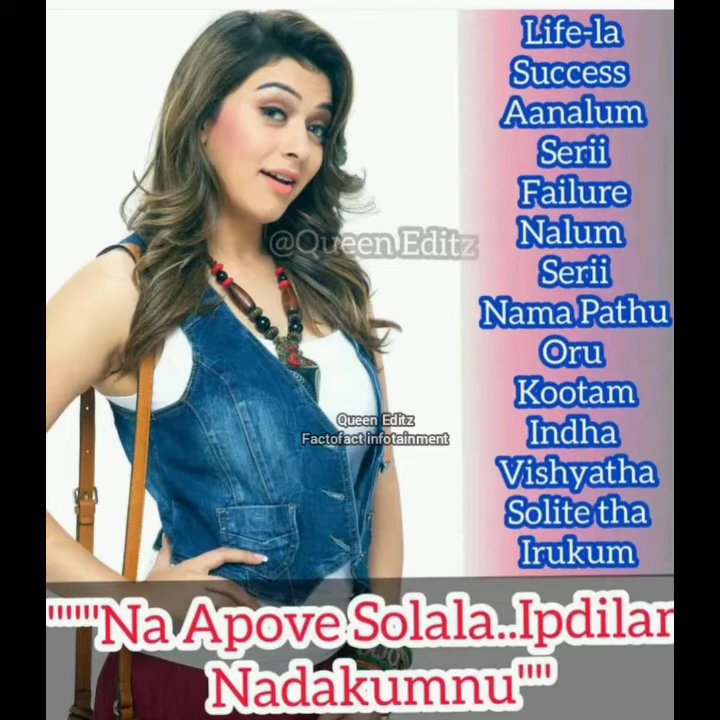 Life-la
Success
Aanalum
Serii
Failure
Nalum
Serii
Nama Pathu
Oru
Kootam
Indha
Vishyatha
Solite tha
Irukum
@Queen Editz
Queen Editz
Factofact infotainment
"""Na Apove Solala..Ipdilan
Nadakumnu""